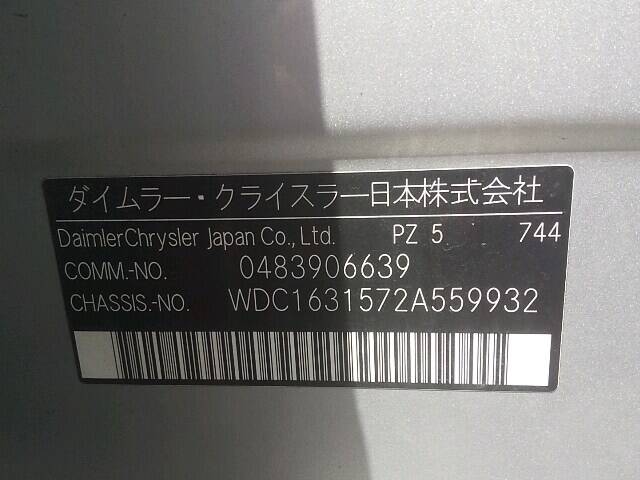 ダイムラー・クライスラー日本株式会社
DaimlerChrysler Japan Co., Ltd. PZ 5 744
COMM.-NO. 0483906639
CHASSIS.-NO. WDC1631572A559932